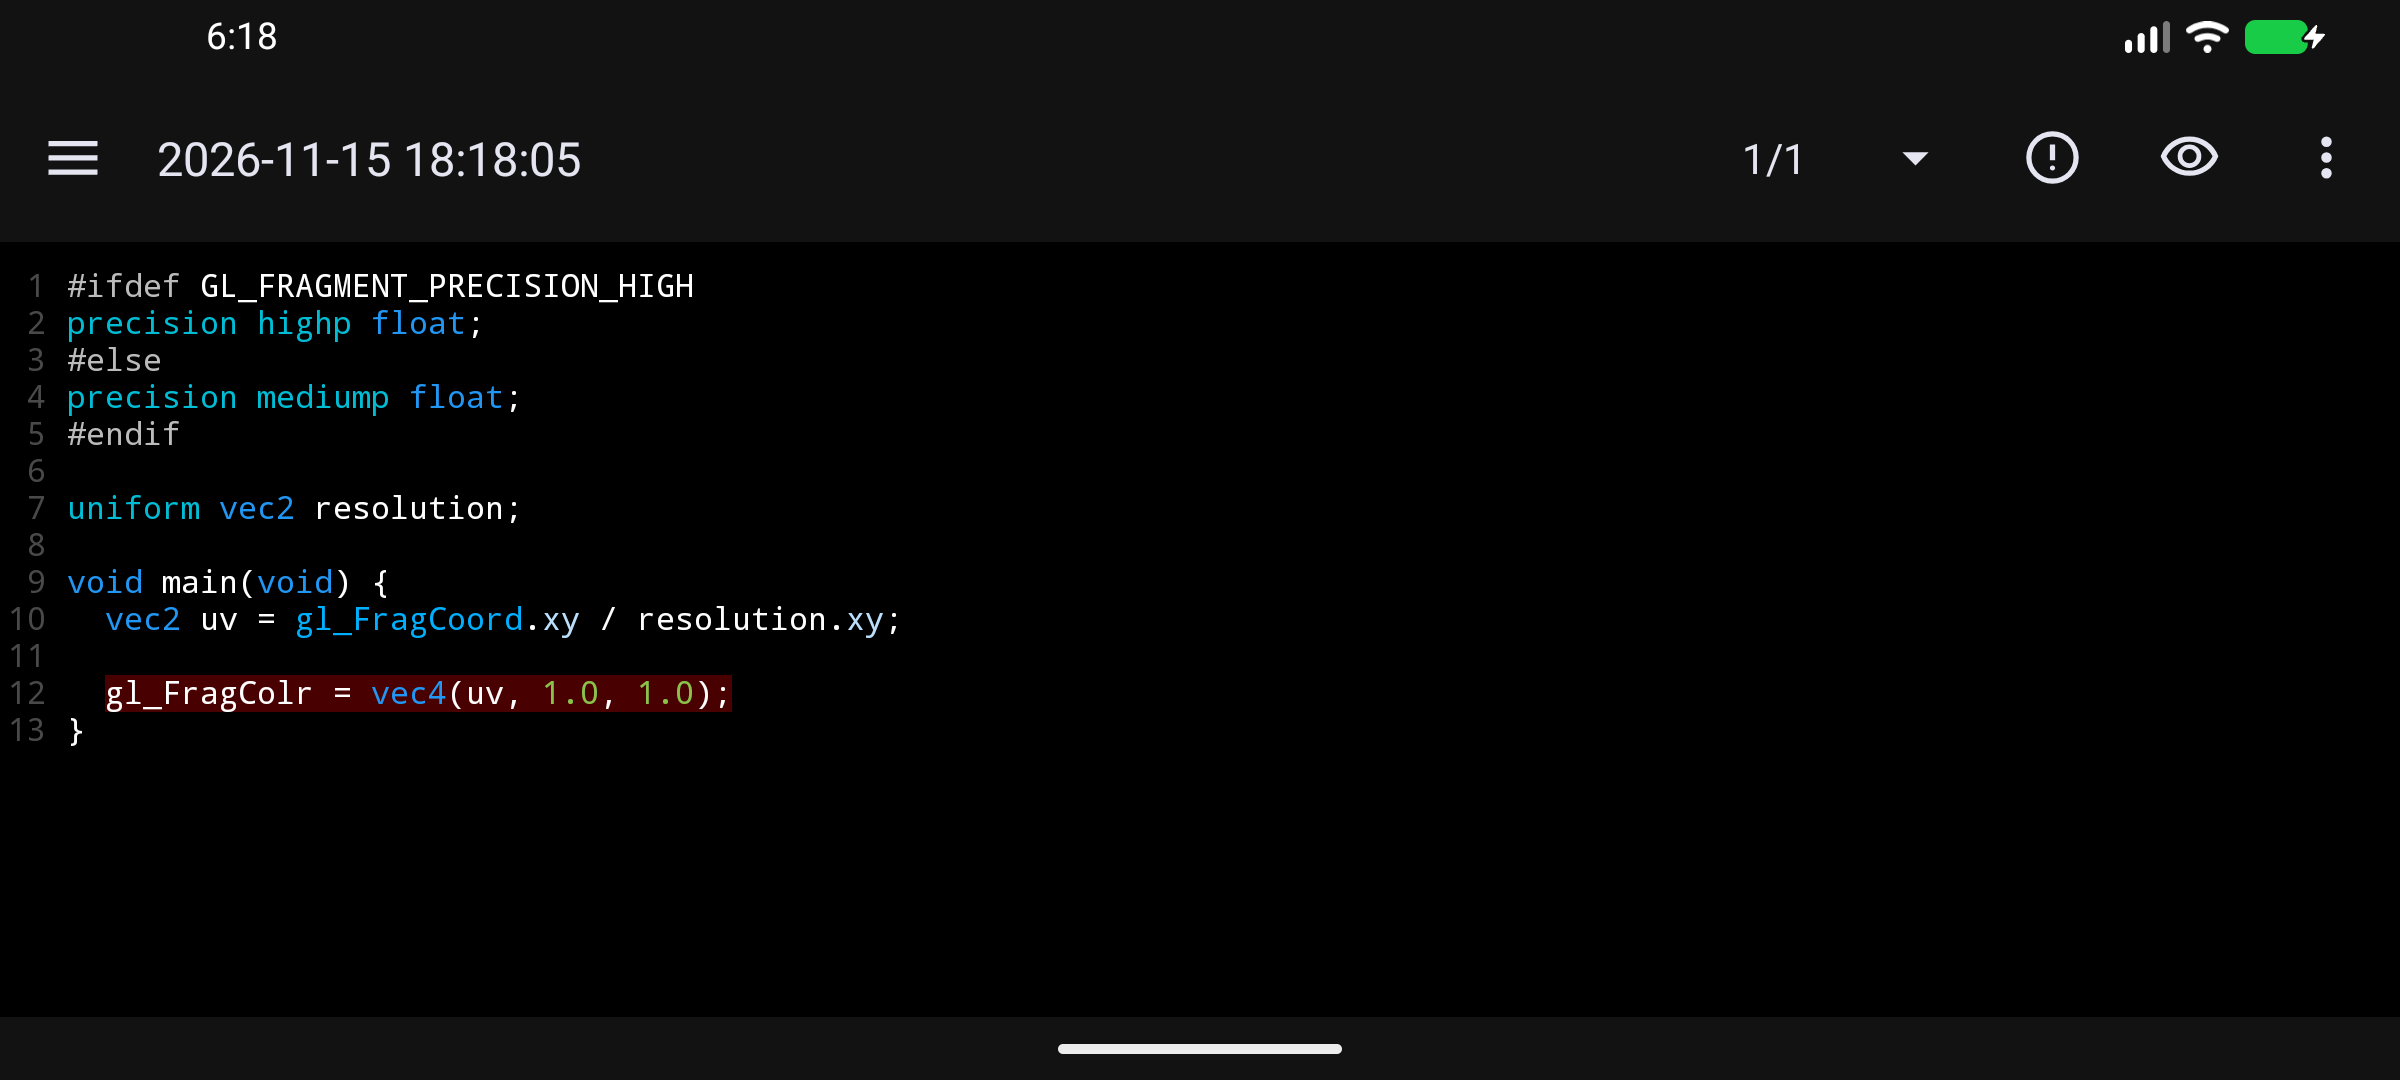 6:18
2026-11-15 18:18:05 1/1
1 #ifdef GL_FRAGMENT_PRECISION_HIGH
2 precision highp float;
3 #else
4 precision mediump float;
5 #endif
6
7 uniform vec2 resolution;
8
9 void main(void) {
10   vec2 uv = gl_FragCoord.xy / resolution.xy;
11
12   gl_FragColr = vec4(uv, 1.0, 1.0);
13 }